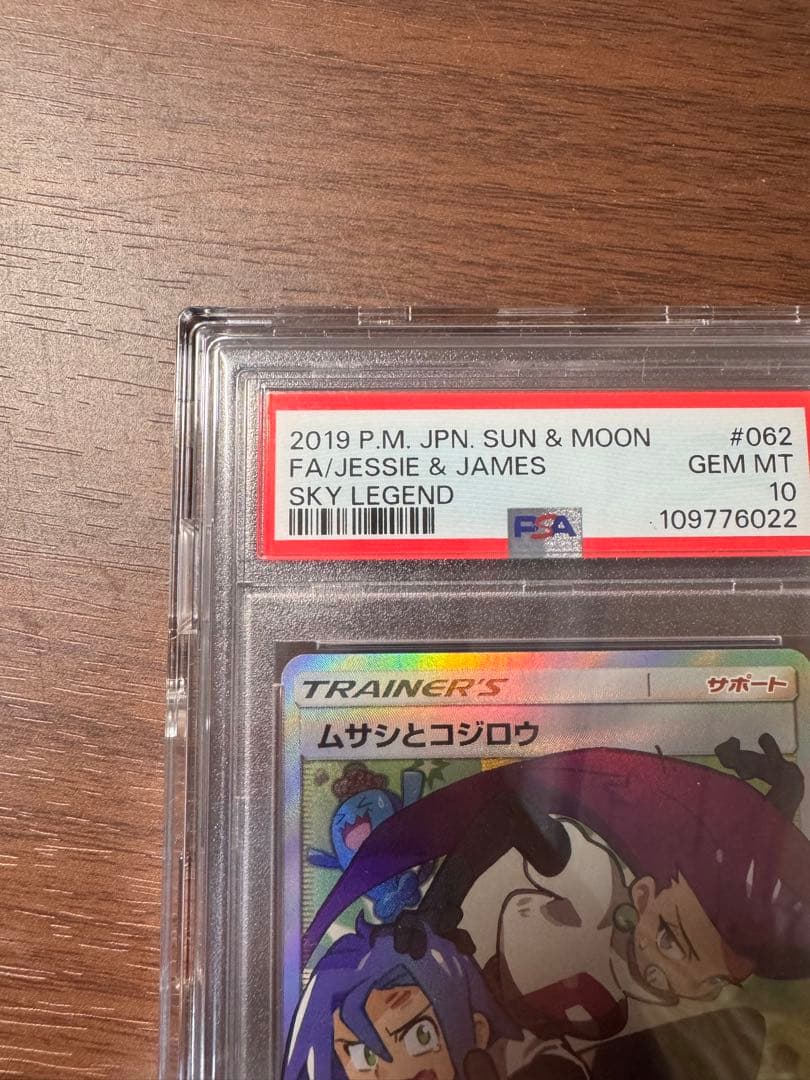 2019 P.M. JPN. SUN & MOON #062
FA/JESSIE & JAMES GEM MT
SKY LEGEND 10
PSA 109776022
TRAINER'S サポート
ムサシとコジロウ